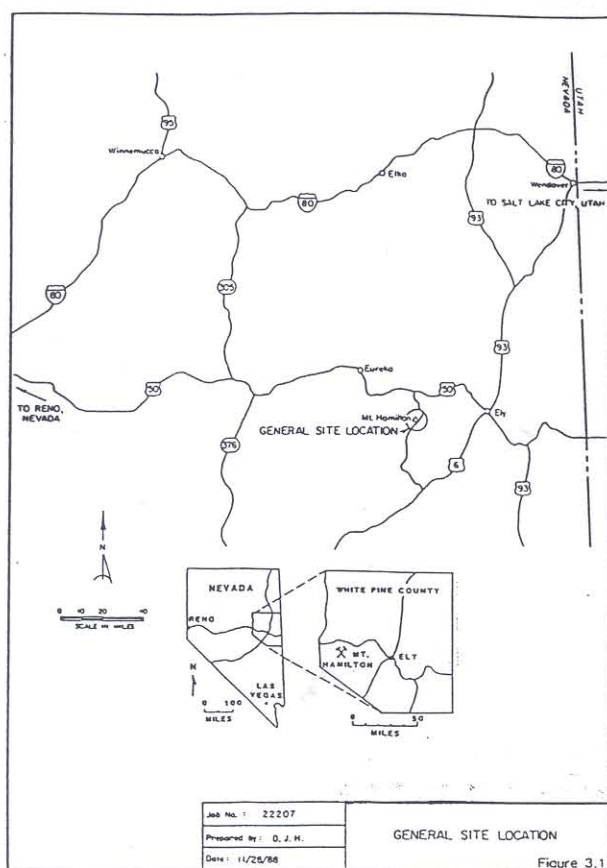 95
Winnemucca
UTAH
NEVADA
Elko
80
Wendover
80
TO SALT LAKE CITY, UTAH
93
305
80
93
Eureka
50
50
TO RENO,
NEVADA
Ely
Mt. Hamilton
GENERAL SITE LOCATION
376
6
93
N
0 10 20 40
SCALE IN MILES
NEVADA
RENO
LAS
VEGAS
N
0 100
MILES
WHITE PINE COUNTY
MT.
HAMILTON
ELY
0 50
MILES
Job No. : 22207
Prepared by : D. J. H.
Date : 11/28/88
GENERAL SITE LOCATION
Figure 3.1